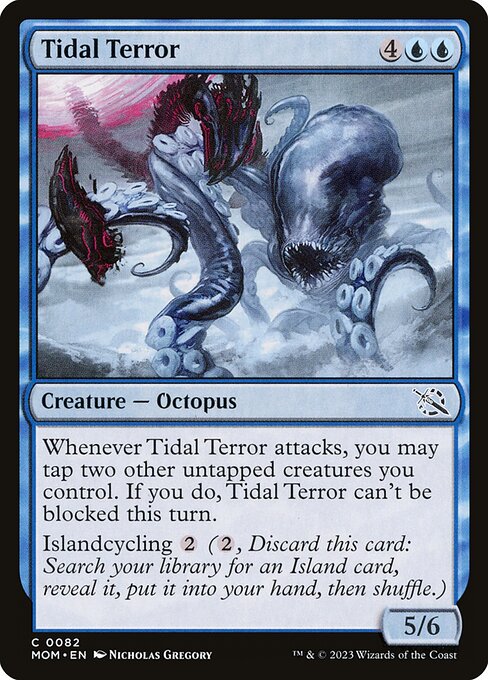 Tidal Terror 4
Creature — Octopus
Whenever Tidal Terror attacks, you may
tap two other untapped creatures you
control. If you do, Tidal Terror can't be
blocked this turn.
Islandcycling 2 (2, Discard this card:
Search your library for an Island card,
reveal it, put it into your hand, then shuffle.)
5/6
C 0082
MOM • EN NICHOLAS GREGORY ™ & © 2023 Wizards of the Coast